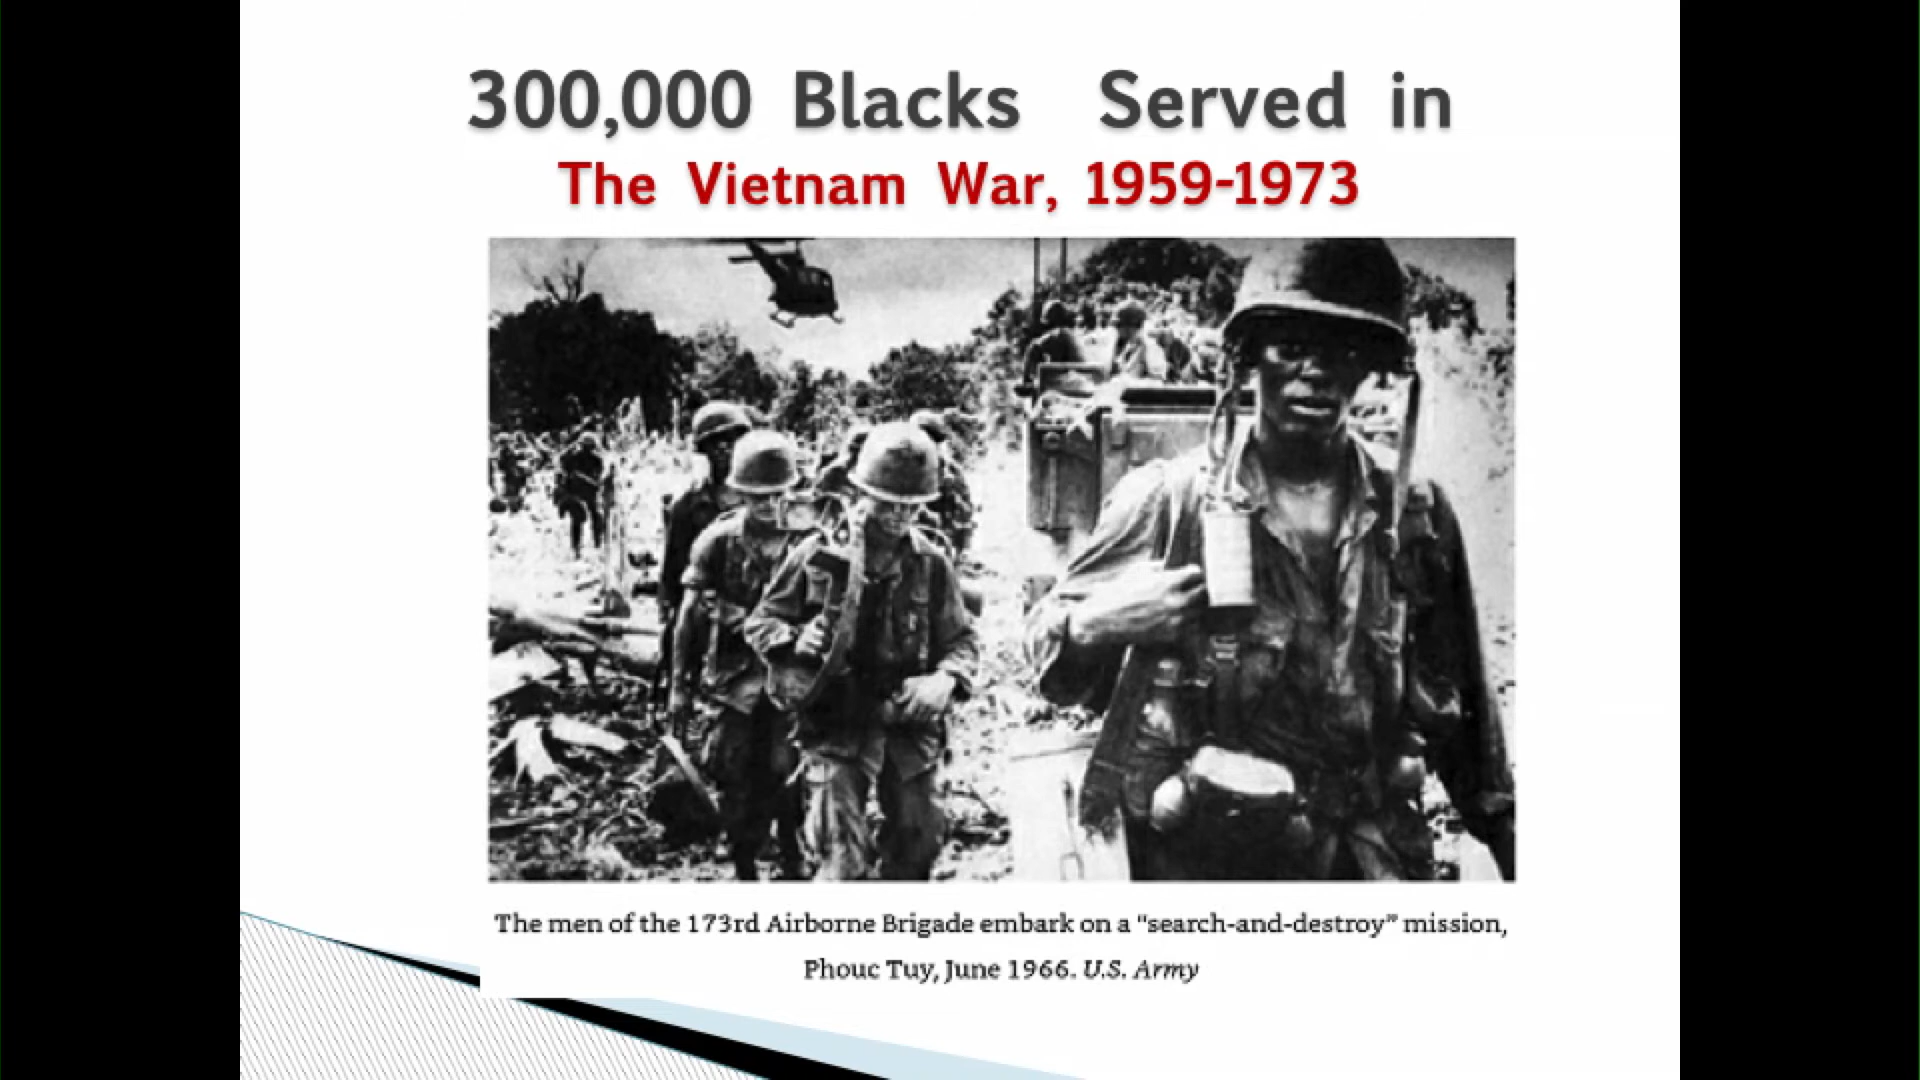 300,000 Blacks Served in
The Vietnam War, 1959-1973
The men of the 173rd Airborne Brigade embark on a “search-and-destroy” mission,
Phouc Tuy, June 1966. U.S. Army